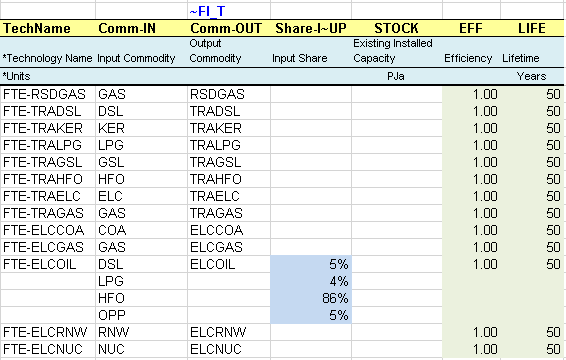 ~FI_T
TechName Comm-IN Comm-OUT Share-I~UP STOCK EFF LIFE
*Technology Name Input Commodity Output Commodity Input Share Existing Installed Capacity Efficiency Lifetime
*Units PJa Years
FTE-RSDGAS GAS RSDGAS 1.00 50
FTE-TRADSL DSL TRADSL 1.00 50
FTE-TRAKER KER TRAKER 1.00 50
FTE-TRALPG LPG TRALPG 1.00 50
FTE-TRAGSL GSL TRAGSL 1.00 50
FTE-TRAHFO HFO TRAHFO 1.00 50
FTE-TRAELC ELC TRAELC 1.00 50
FTE-TRAGAS GAS TRAGAS 1.00 50
FTE-ELCCOA COA ELCCOA 1.00 50
FTE-ELCGAS GAS ELCGAS 1.00 50
FTE-ELCOIL DSL ELCOIL 5% 1.00 50
LPG 4%
HFO 86%
OPP 5%
FTE-ELCRNW RNW ELCRNW 1.00 50
FTE-ELCNUC NUC ELCNUC 1.00 50